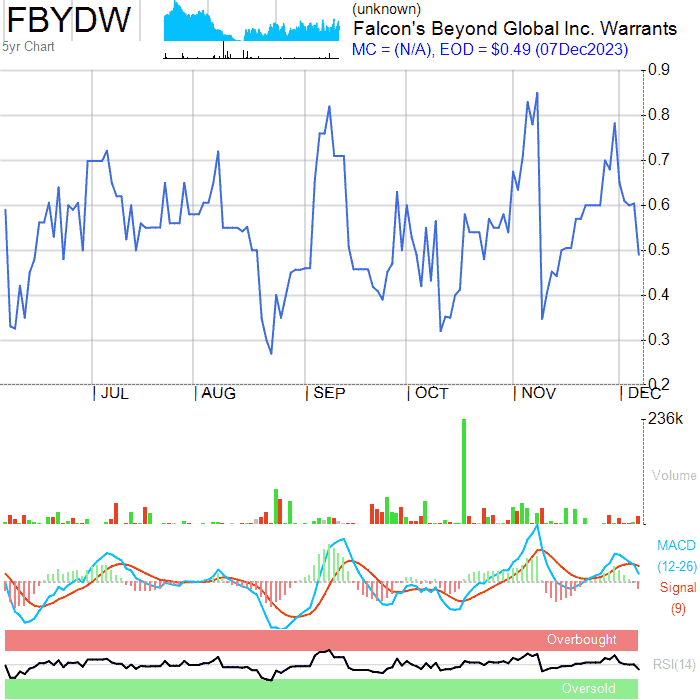 FBYDW
5yr Chart
(unknown)
Falcon's Beyond Global Inc. Warrants
MC = (N/A), EOD = $0.49 (07Dec2023)
0.9
0.8
0.7
0.6
0.5
0.4
0.3
0.2
JUL AUG SEP OCT NOV DEC
236k
Volume
MACD
(12-26)
Signal
(9)
Overbought
RSI(14)
Oversold